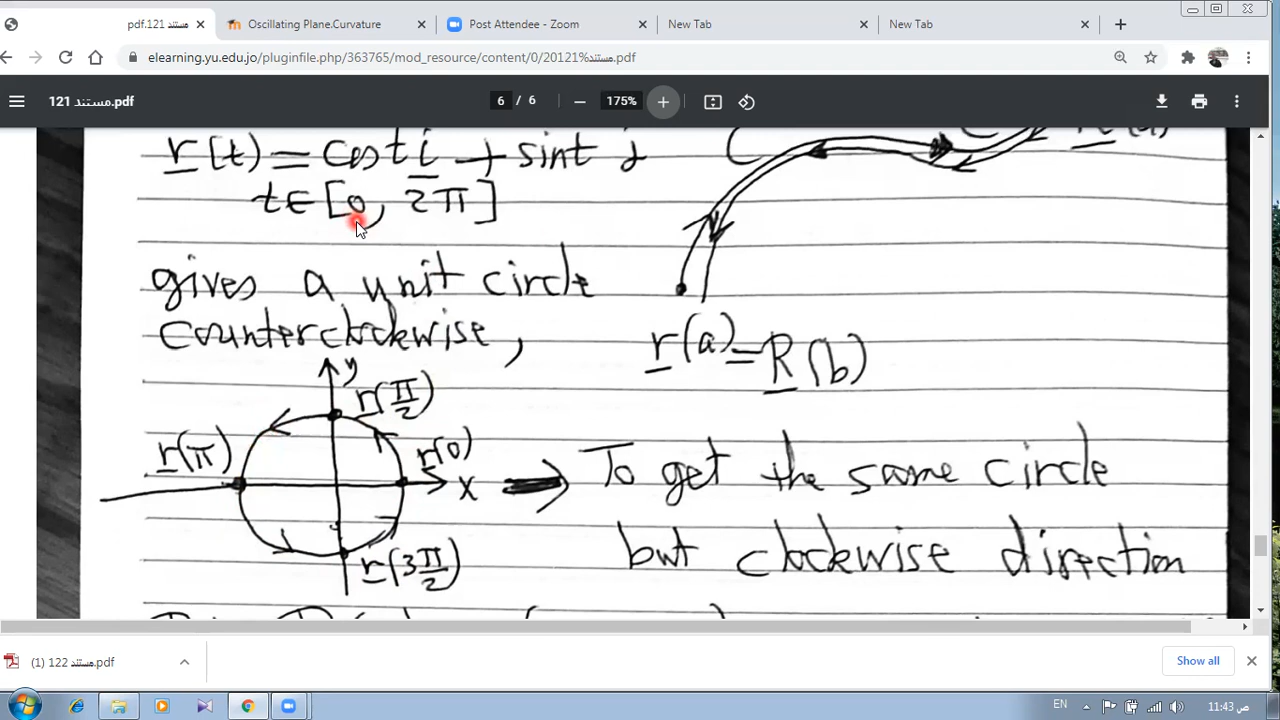 مستند 121.pdf
Oscillating Plane.Curvature
Post Attendee - Zoom
New Tab
New Tab
elearning.yu.edu.jo/pluginfile.php/363765/mod_resource/content/0/20121%مستند.pdf
مستند 121.pdf
6 / 6
175%
r(t) = cost i + sint j
t∈[0, 2π]
gives a unit circle
counterclockwise,
r(a)=R(b)
y
r(π/2)
r(π)
r(0)
x
r(3π/2)
To get the same circle
but clockwise direction
مستند 122 (1).pdf
Show all
EN
11:43 ص